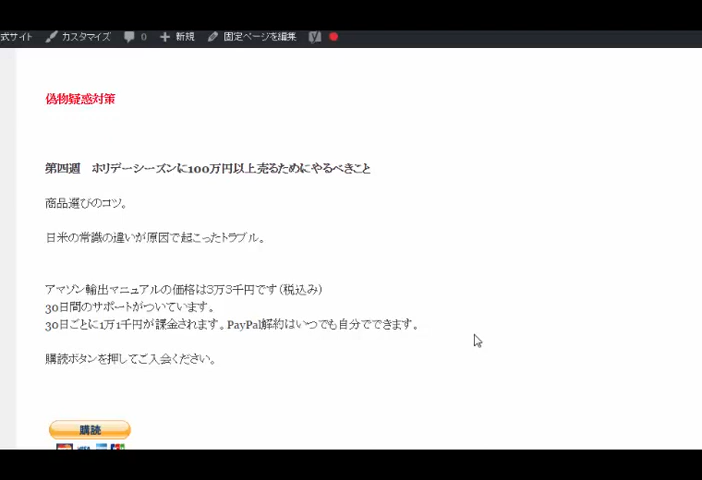 式サイト カスタマイズ 0 新規 固定ページを編集
偽物疑惑対策
第四週　ホリデーシーズンに100万円以上売るためにやるべきこと
商品選びのコツ。
日米の常識の違いが原因で起こったトラブル。
アマゾン輸出マニュアルの価格は3万3千円です（税込み）
30日間のサポートがついています。
30日ごとに1万1千円が課金されます。PayPal解約はいつでも自分でできます。
購読ボタンを押してご入会ください。
購読